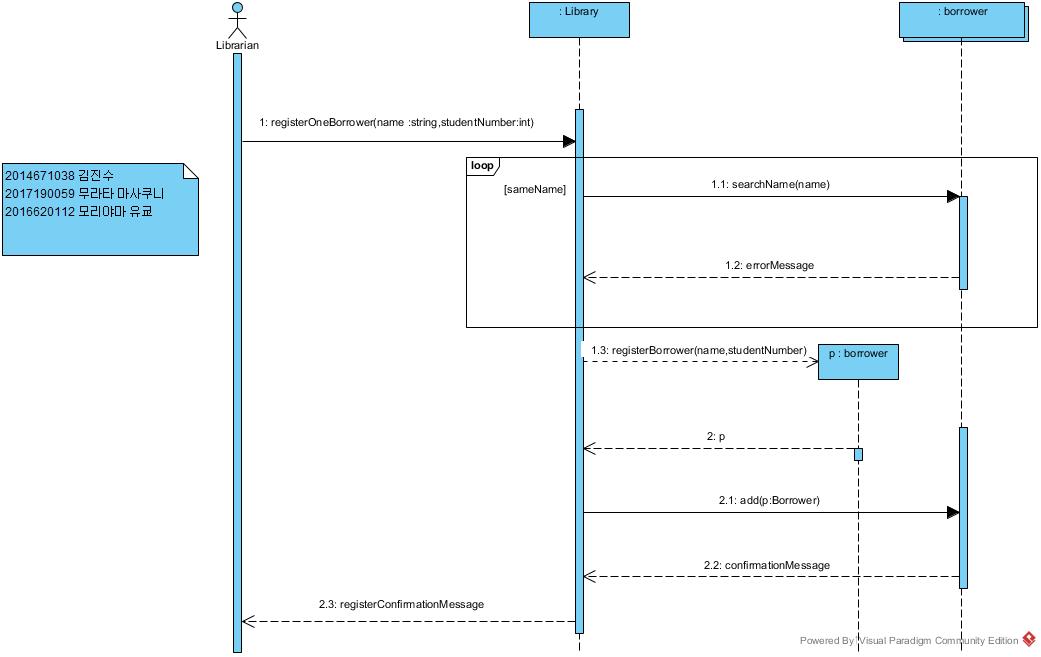 : Library
: borrower
Librarian
1: registerOneBorrower(name :string,studentNumber:int)
loop
[sameName]
1.1: searchName(name)
2014671038 김진수
2017190059 무라타 마사쿠니
2016620112 모리야마 유쿄
1.2: errorMessage
1.3: registerBorrower(name,studentNumber)
p : borrower
2: p
2.1: add(p:Borrower)
2.2: confirmationMessage
2.3: registerConfirmationMessage
Powered By Visual Paradigm Community Edition